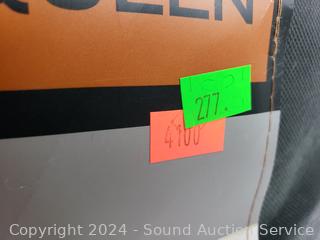 QUEEN
277.
4100
Copyright 2024 - Sound Auction Service